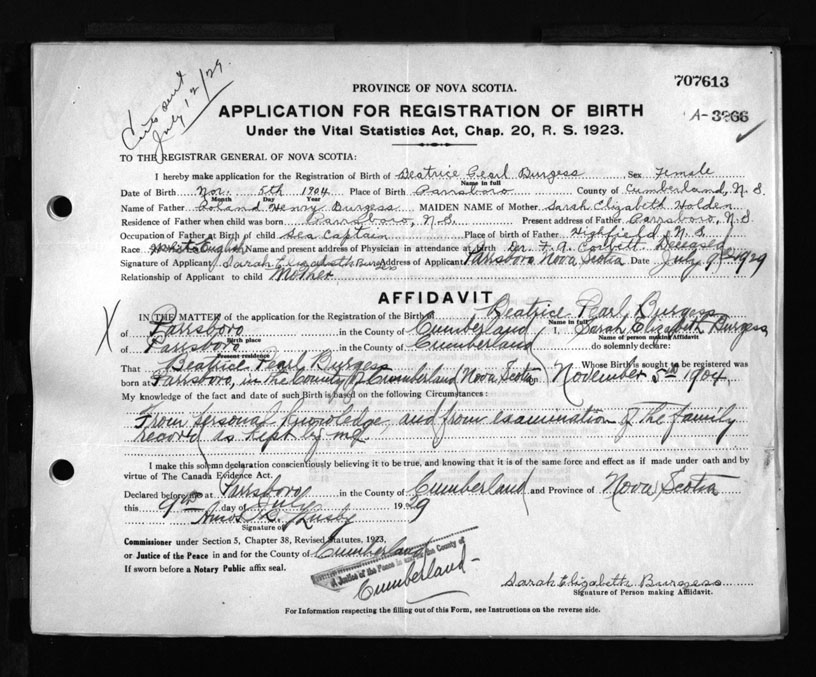 707613
Certs sent
July 12/29.
PROVINCE OF NOVA SCOTIA.
APPLICATION FOR REGISTRATION OF BIRTH
A-3266
Under the Vital Statistics Act, Chap. 20, R. S. 1923.
TO THE REGISTRAR GENERAL OF NOVA SCOTIA:
I hereby make application for the Registration of Birth of Beatrice Pearl Burgess Sex Female
Name in full
Date of Birth Nov. 5th 1904 Place of Birth Parrsboro County of Cumberland, N. S.
Month Day Year
Name of Father Roland Henry Burgess MAIDEN NAME of Mother Sarah Elizabeth Holden
Residence of Father when child was born Parrsboro, N.S. Present address of Father Parrsboro, N.S
Occupation of Father at Birth of child Sea Captain Place of birth of Father Highfield, N.S
Race English Name and present address of Physician in attendance at birth Dr. F. A. Corbett Deceased
Signature of Applicant Sarah Elizabeth Burgess Address of Applicant Parrsboro Nova Scotia Date July 9th 1929
Relationship of Applicant to child Mother
AFFIDAVIT
X
IN THE MATTER of the application for the Registration of the Birth of Beatrice Pearl Burgess
Name in full
of Parrsboro in the County of Cumberland I, Sarah Elizabeth Burgess
Birth place Name of person making Affidavit
of Parrsboro in the County of Cumberland do solemnly declare:
Present residence
That Beatrice Pearl Burgess Whose Birth is sought to be registered was
born at Parrsboro, in the County of Cumberland, Nova Scotia November 5th 1904,
My knowledge of the fact and date of such Birth is based on the following Circumstances:
From personal knowledge, and from examination of the family
record as kept by me.
I make this solemn declaration conscientiously believing it to be true, and knowing that it is of the same force and effect as if made under oath and by
virtue of The Canada Evidence Act.
Declared before me at Parrsboro in the County of Cumberland and Province of Nova Scotia
this 9th day of July 1929
Amos B. Lusby
Signature of
Commissioner under Section 5, Chapter 38, Revised Statutes, 1923,
or Justice of the Peace in and for the County of Cumberland
A Justice of the Peace in and for the County of
If sworn before a Notary Public affix seal.
Cumberland
Sarah Elizabeth Burgess
Signature of Person making Affidavit.
For Information respecting the filling out of this Form, see Instructions on the reverse side.